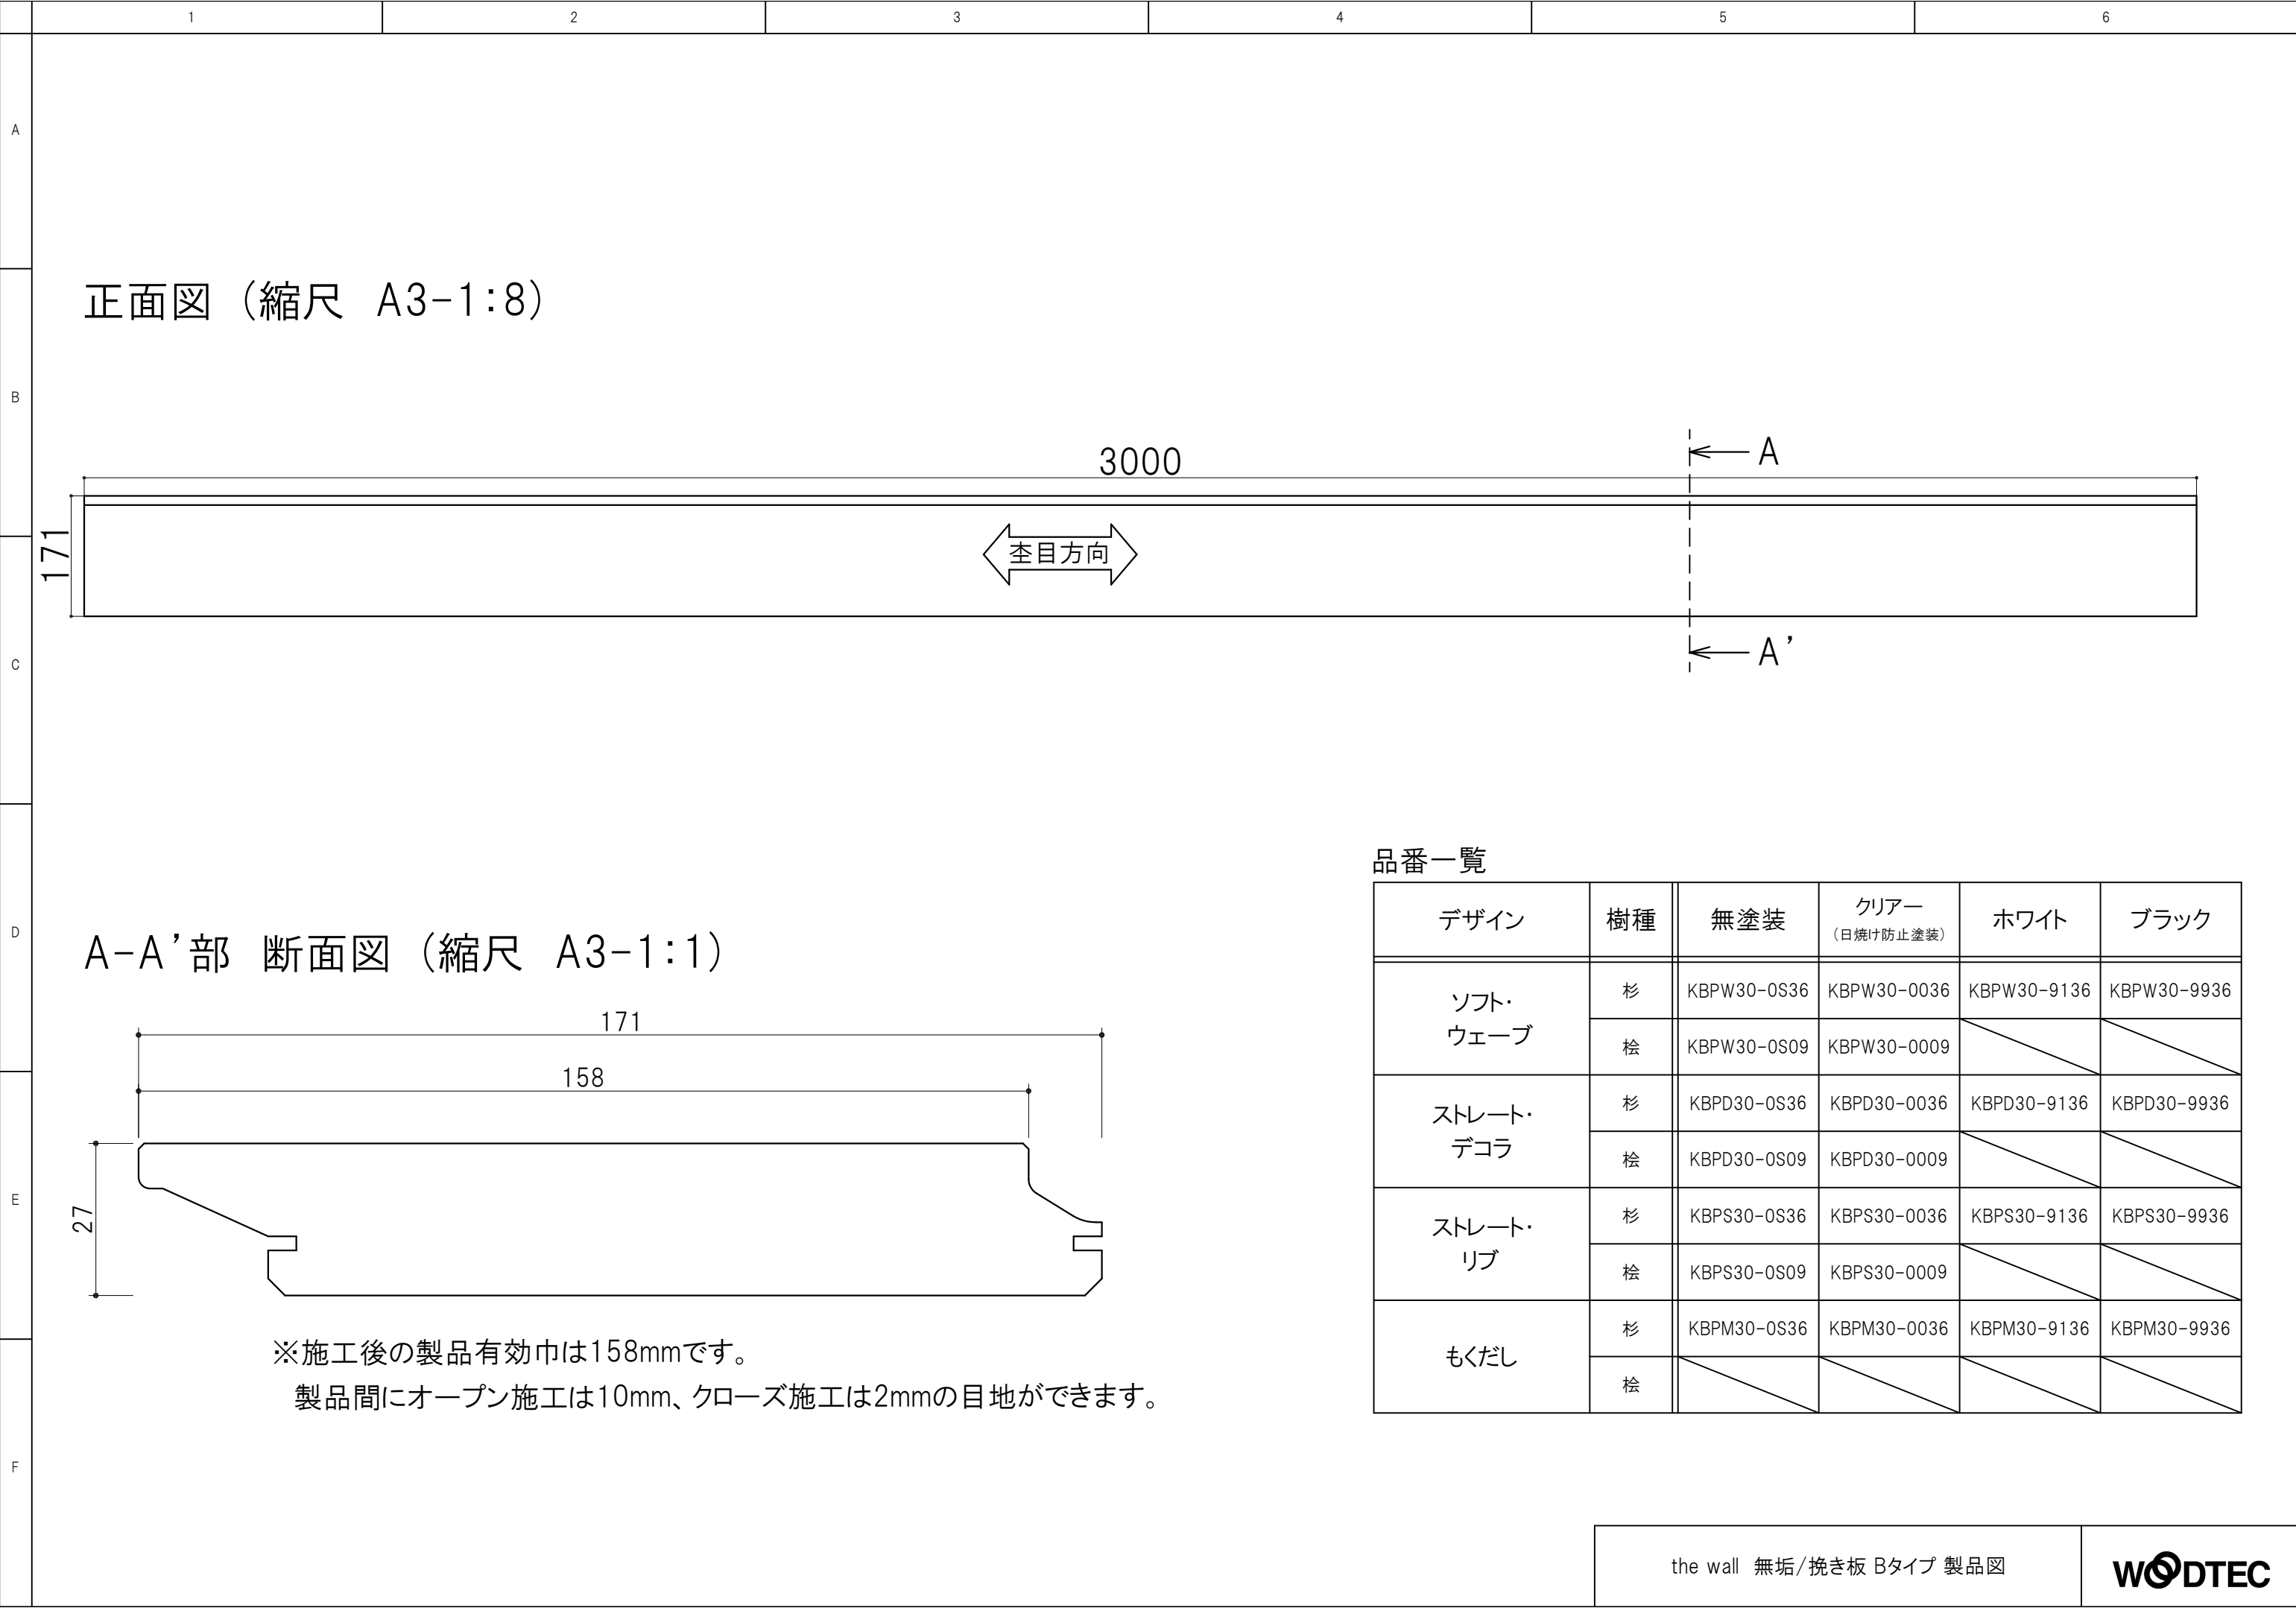 1 2 3 4 5 6
A
B
C
D
E
F
正面図（縮尺　A3-1:8）
3000
A
171
杢目方向
A’
品番一覧
デザイン 樹種 無塗装 クリアー（日焼け防止塗装） ホワイト ブラック
ソフト・ウェーブ 杉 KBPW30-0S36 KBPW30-0036 KBPW30-9136 KBPW30-9936
桧 KBPW30-0S09 KBPW30-0009
ストレート・デコラ 杉 KBPD30-0S36 KBPD30-0036 KBPD30-9136 KBPD30-9936
桧 KBPD30-0S09 KBPD30-0009
ストレート・リブ 杉 KBPS30-0S36 KBPS30-0036 KBPS30-9136 KBPS30-9936
桧 KBPS30-0S09 KBPS30-0009
もくだし 杉 KBPM30-0S36 KBPM30-0036 KBPM30-9136 KBPM30-9936
桧
A-A’部　断面図（縮尺　A3-1:1）
171
158
27
※施工後の製品有効巾は158mmです。
製品間にオープン施工は10mm、クローズ施工は2mmの目地ができます。
the wall 無垢/挽き板 Bタイプ 製品図
WOODTEC